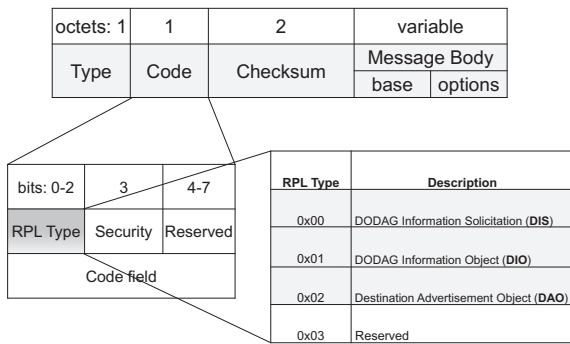 octets: 1 1 2 variable
Type Code Checksum Message Body
base options
bits: 0-2 3 4-7
RPL Type Security Reserved
Code field
RPL Type Description
0x00 DODAG Information Solicitation (DIS)
0x01 DODAG Information Object (DIO)
0x02 Destination Advertisement Object (DAO)
0x03 Reserved